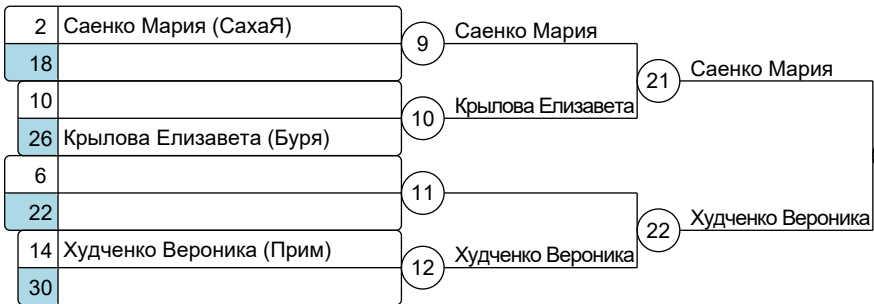 2 Саенко Мария (СахаЯ)
18
9 Саенко Мария
10
26 Крылова Елизавета (Буря)
10 Крылова Елизавета
21 Саенко Мария
6
22
11
14 Худченко Вероника (Прим)
30
12 Худченко Вероника
22 Худченко Вероника